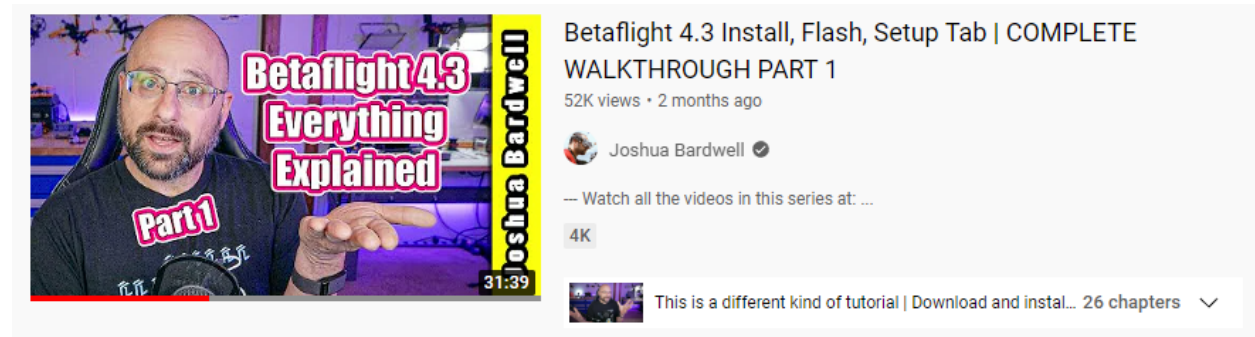 Betaflight 4.3
Everything
Explained
Part 1
Joshua Bardwell
31:39
Betaflight 4.3 Install, Flash, Setup Tab | COMPLETE
WALKTHROUGH PART 1
52K views • 2 months ago
Joshua Bardwell
--- Watch all the videos in this series at: ...
4K
This is a different kind of tutorial | Download and instal... 26 chapters